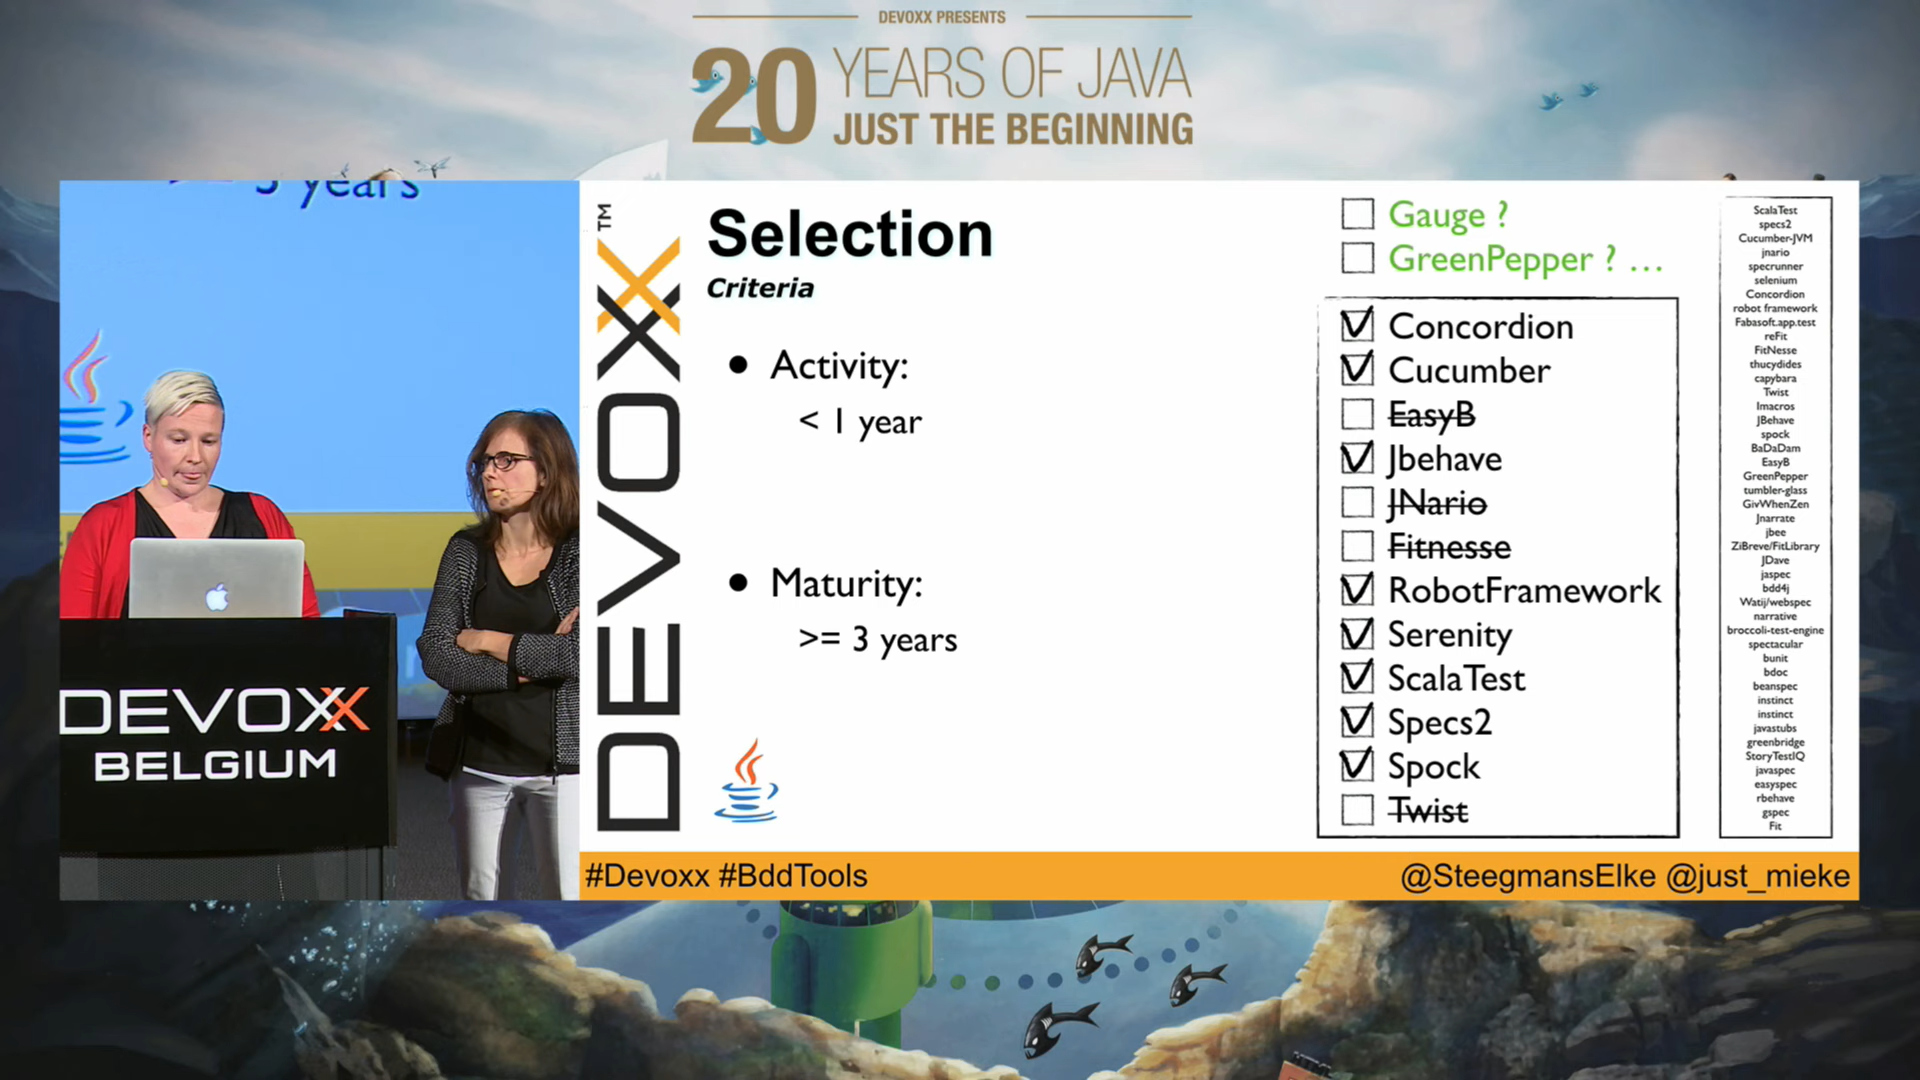 DEVOXX PRESENTS
20 YEARS OF JAVA
JUST THE BEGINNING
>= 3 years
DEVOXX
BELGIUM
DEVOXX™
Selection
Criteria
• Activity:
< 1 year
• Maturity:
>= 3 years
Gauge ?
GreenPepper ? ...
Concordion
Cucumber
EasyB
Jbehave
JNario
Fitnesse
RobotFramework
Serenity
ScalaTest
Specs2
Spock
Twist
ScalaTest
specs2
Cucumber-JVM
jnario
specrunner
selenium
Concordion
robot framework
Fabasoft.app.test
reFit
FitNesse
thucydides
capybara
Twist
Imacros
JBehave
spock
BaDaDam
EasyB
GreenPepper
tumbler-glass
GivWhenZen
Jnarrate
jbee
ZiBreve/FitLibrary
JDave
jaspec
bdd4j
Watij/webspec
narrative
broccoli-test-engine
spectacular
bunit
bdoc
beanspec
instinct
instinct
javastubs
greenbridge
StoryTestIQ
javaspec
easyspec
rbehave
gspec
Fit
#Devoxx #BddTools
@SteegmansElke @just_mieke